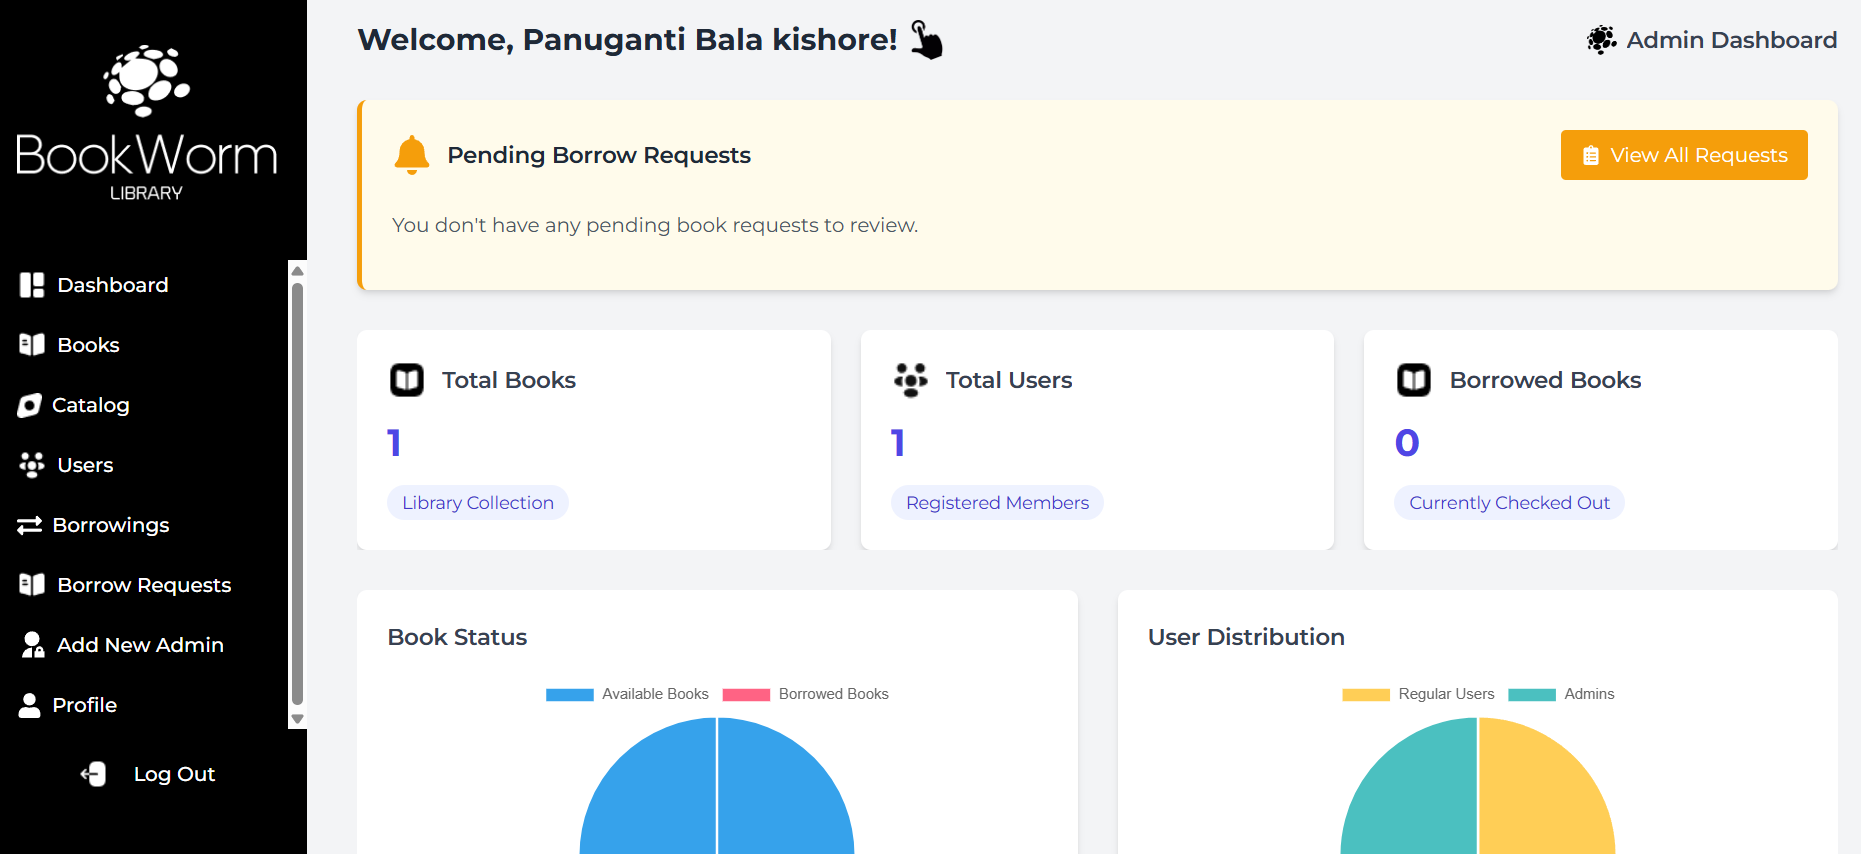 BookWorm
LIBRARY
Dashboard
Books
Catalog
Users
Borrowings
Borrow Requests
Add New Admin
Profile
Log Out
Welcome, Panuganti Bala kishore!
Admin Dashboard
Pending Borrow Requests
View All Requests
You don't have any pending book requests to review.
Total Books
1
Library Collection
Total Users
1
Registered Members
Borrowed Books
0
Currently Checked Out
Book Status
Available Books
Borrowed Books
User Distribution
Regular Users
Admins